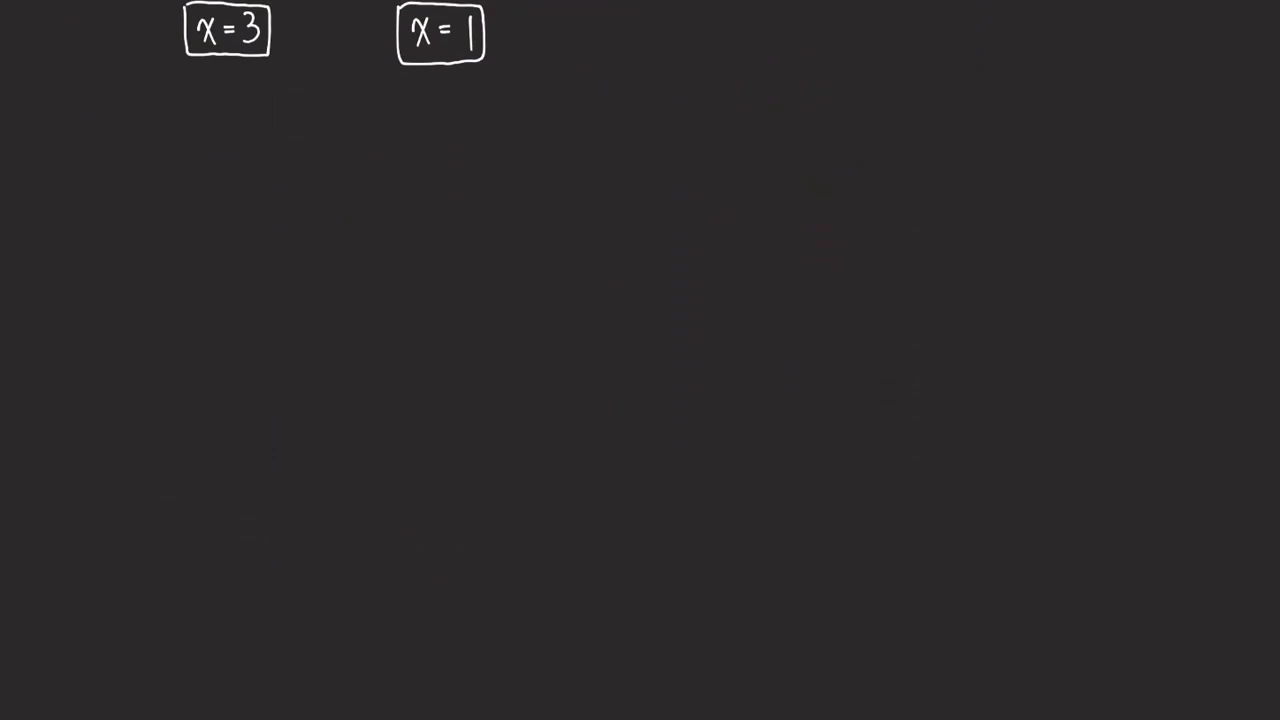 x = 3 x = 1